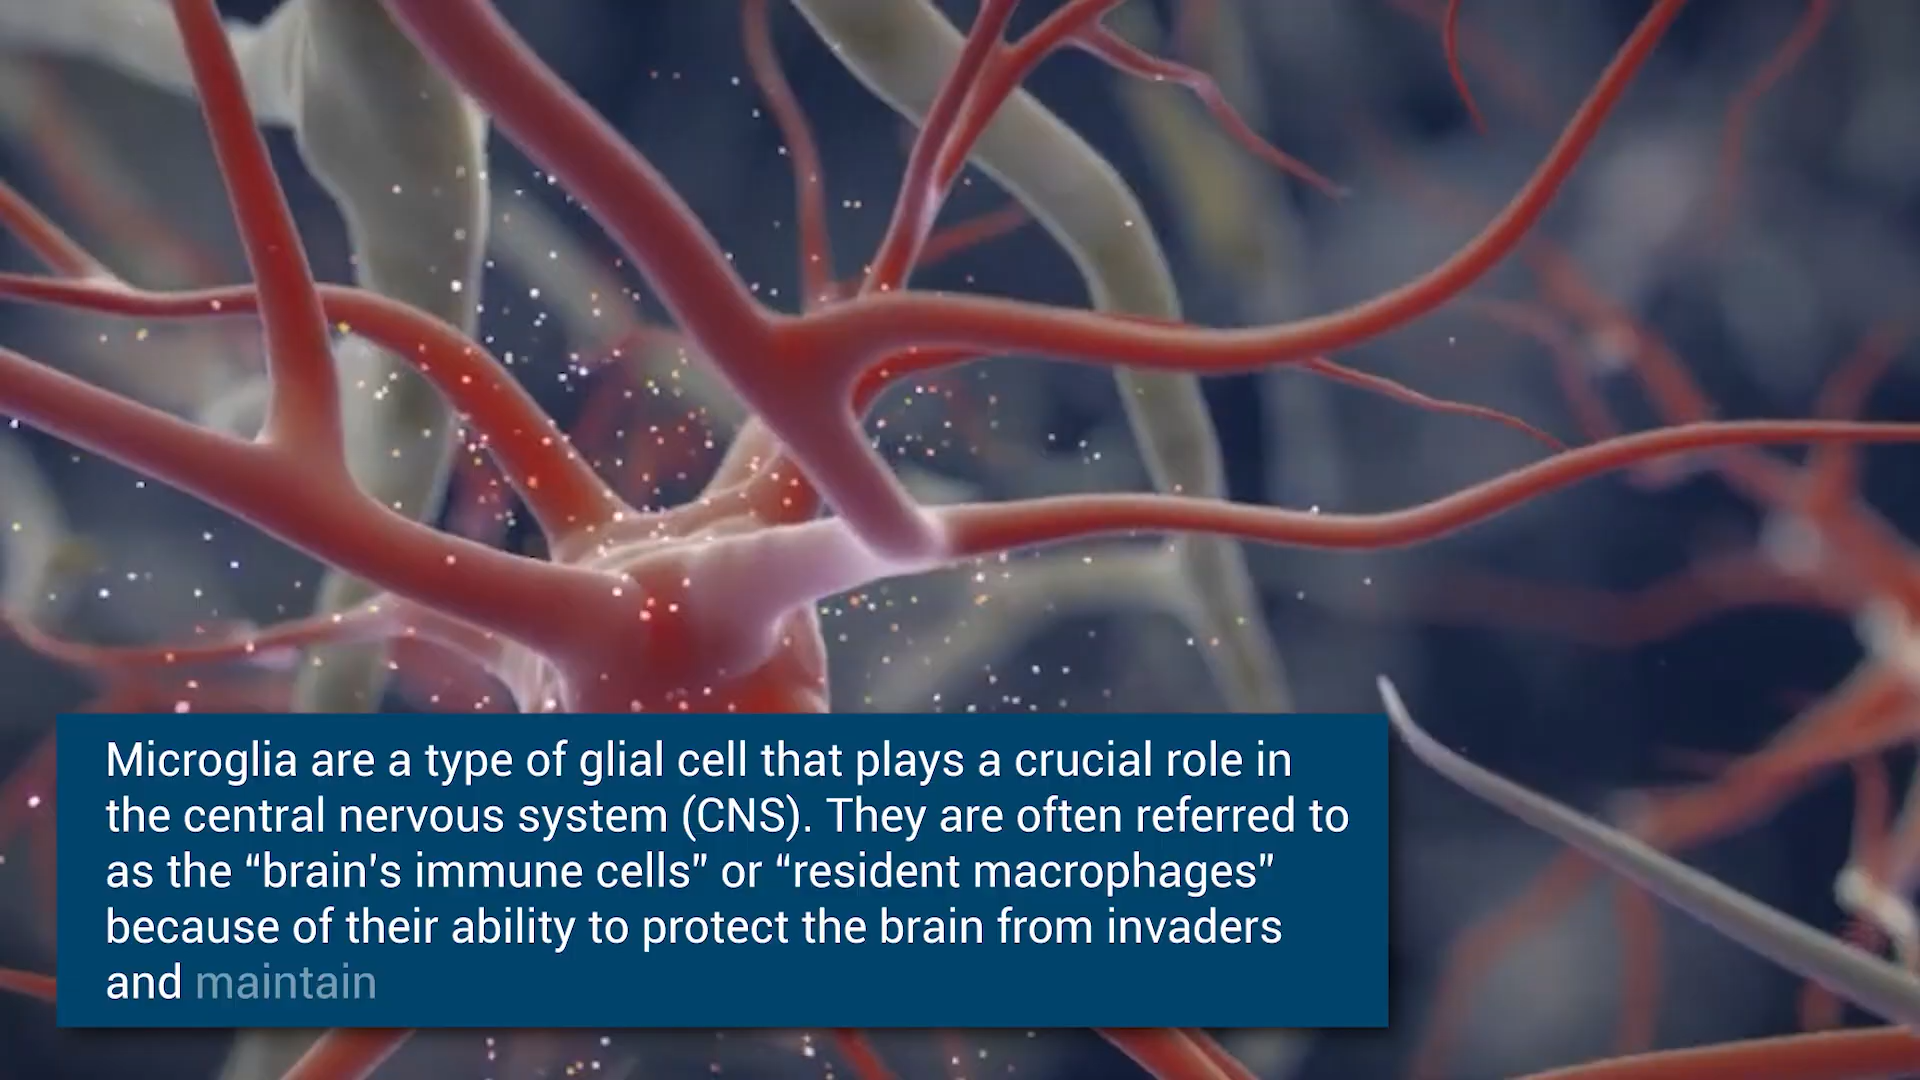 Microglia are a type of glial cell that plays a crucial role in
the central nervous system (CNS). They are often referred to
as the “brain's immune cells” or “resident macrophages”
because of their ability to protect the brain from invaders
and maintain